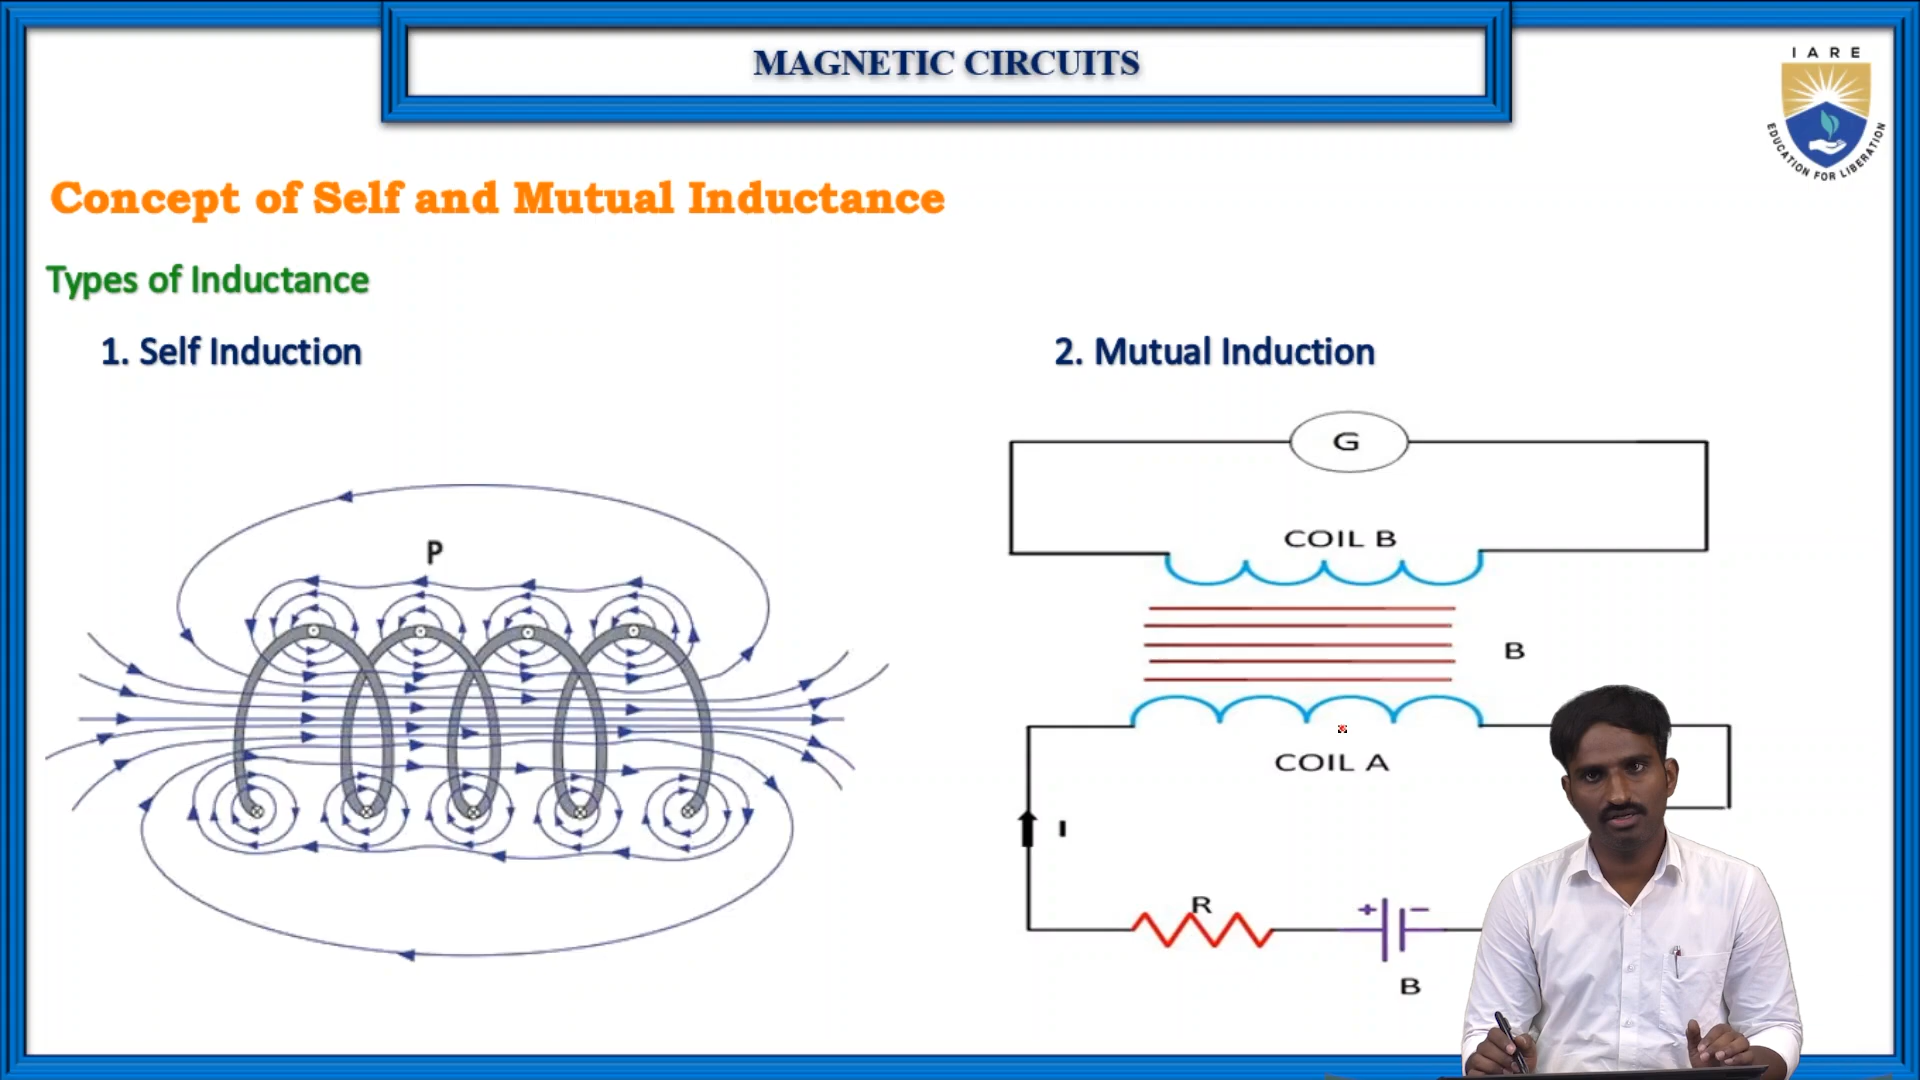 MAGNETIC CIRCUITS
I A R E
EDUCATION FOR LIBERATION
Concept of Self and Mutual Inductance
Types of Inductance
1. Self Induction
2. Mutual Induction
G
COIL B
P
B
COIL A
I
R
+ −
B